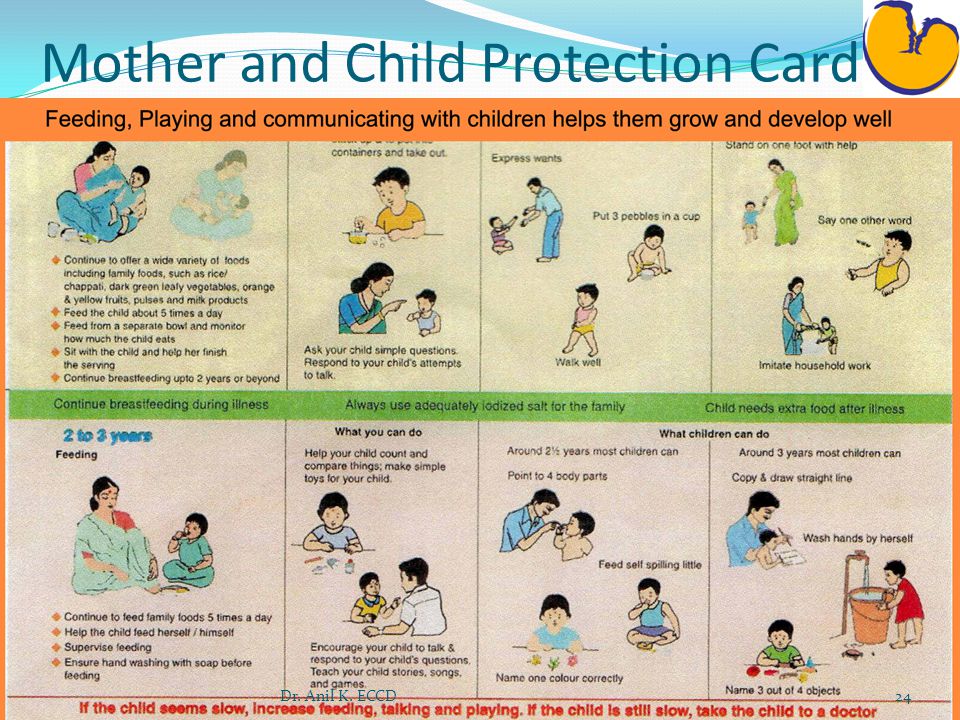 Mother and Child Protection Card
Feeding, Playing and communicating with children helps them grow and develop well
containers and take out.
Express wants
Stand on one foot with help
Put 3 pebbles in a cup
Say one other word
Continue to offer a wide variety of foods
including family foods, such as rice/
chappati, dark green leafy vegetables, orange
& yellow fruits, pulses and milk products
Feed the child about 5 times a day
Feed from a separate bowl and monitor
how much the child eats
Sit with the child and help her finish
the serving
Continue breastfeeding upto 2 years or beyond
Ask your child simple questions.
Respond to your child's attempts
to talk.
Walk well
Imitate household work
Continue breastfeeding during illness
Always use adequately iodized salt for the family
Child needs extra food after illness
2 to 3 years
Feeding
Continue to feed family foods 5 times a day
Help the child feed herself / himself
Supervise feeding
Ensure hand washing with soap before
feeding
What you can do
Help your child count and
compare things; make simple
toys for your child.
Encourage your child to talk &
respond to your child's questions.
Teach your child stories, songs,
and games.
What children can do
Around 2½ years most children can
Point to 4 body parts
Feed self spilling little
Name one colour correctly
Around 3 years most children can
Copy & draw straight line
Wash hands by herself
Name 3 out of 4 objects
Dr. Anil K, ECCD
24
If the child seems slow, increase feeding, talking and playing. If the child is still slow, take the child to a doctor